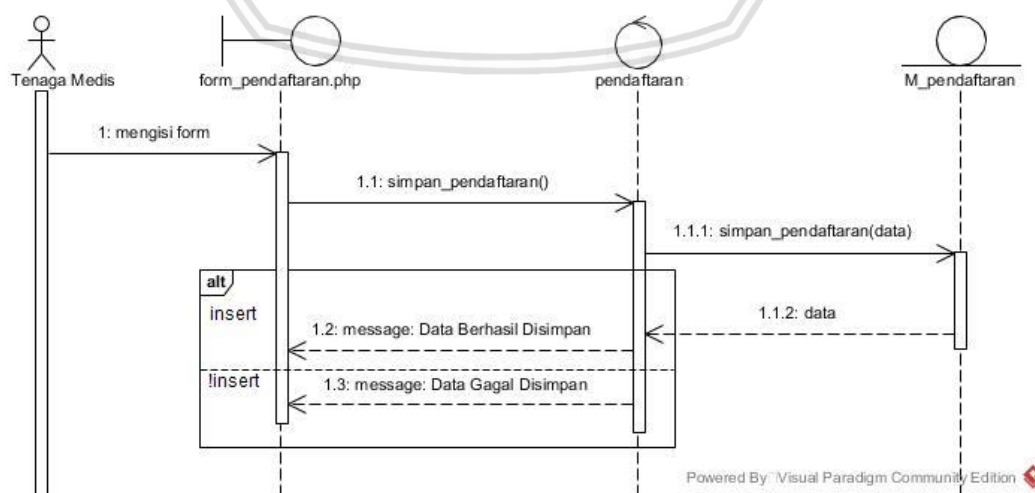 Tenaga Medis
form_pendaftaran.php
pendaftaran
M_pendaftaran
1: mengisi form
1.1: simpan_pendaftaran()
1.1.1: simpan_pendaftaran(data)
alt
insert
1.1.2: data
1.2: message: Data Berhasil Disimpan
!insert
1.3: message: Data Gagal Disimpan
Powered By Visual Paradigm Community Edition